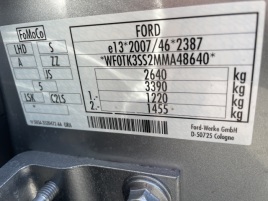 FoMoCo
FORD
LHD S
e13*2007/46*2387
A ZZ
*WF0TK3SS2MMA48640*
JS
2640 kg
S
3390 kg
1- 1220 kg
LSK C2LS
2- 1455 kg
Ford-Werke GmbH
D-50725 Cologne